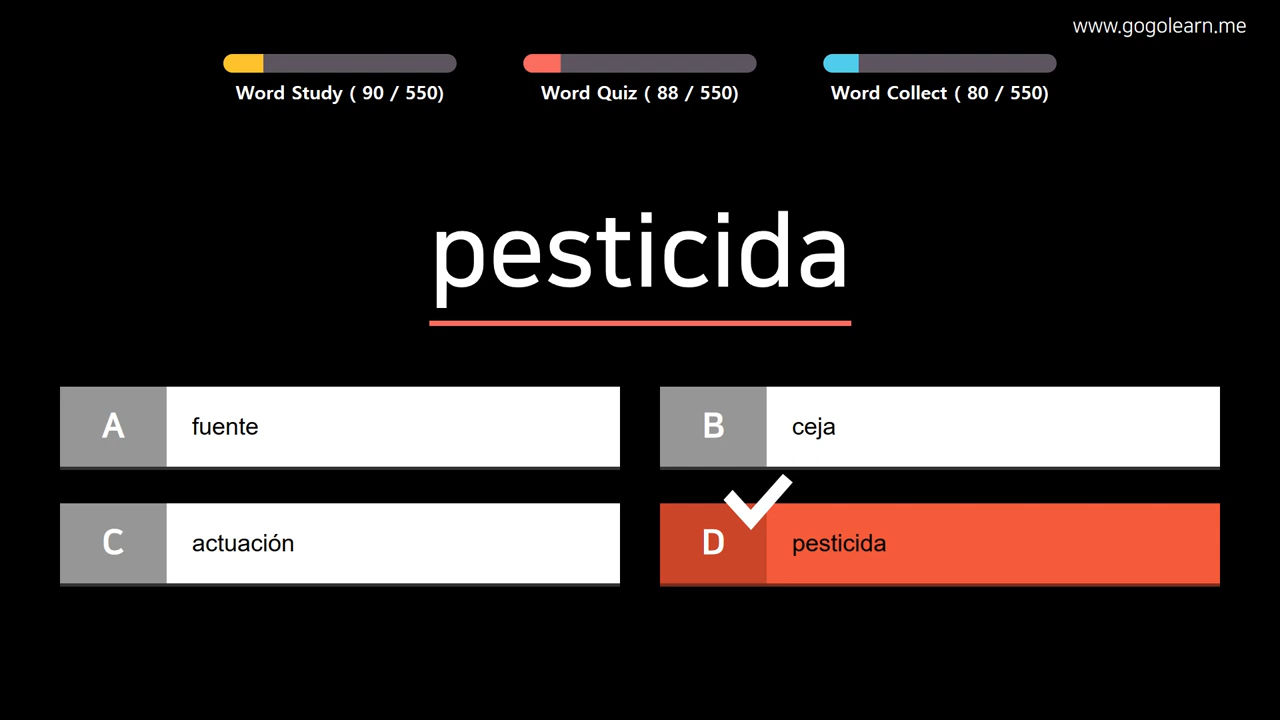 www.gogolearn.me
Word Study ( 90 / 550)
Word Quiz ( 88 / 550)
Word Collect ( 80 / 550)
pesticida
A fuente
B ceja
C actuación
D pesticida